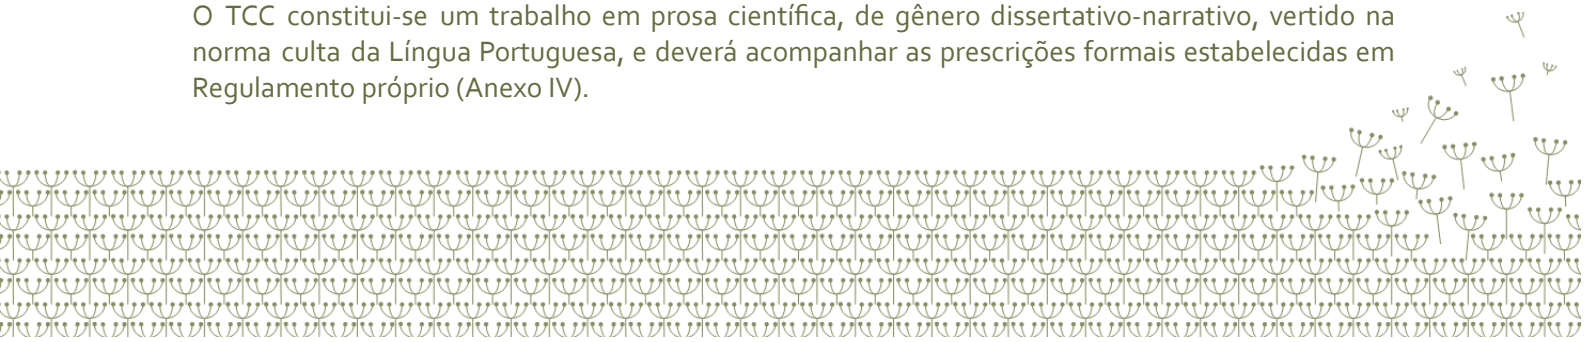 O TCC constitui-se um trabalho em prosa científica, de gênero dissertativo-narrativo, vertido na
norma culta da Língua Portuguesa, e deverá acompanhar as prescrições formais estabelecidas em
Regulamento próprio (Anexo IV).